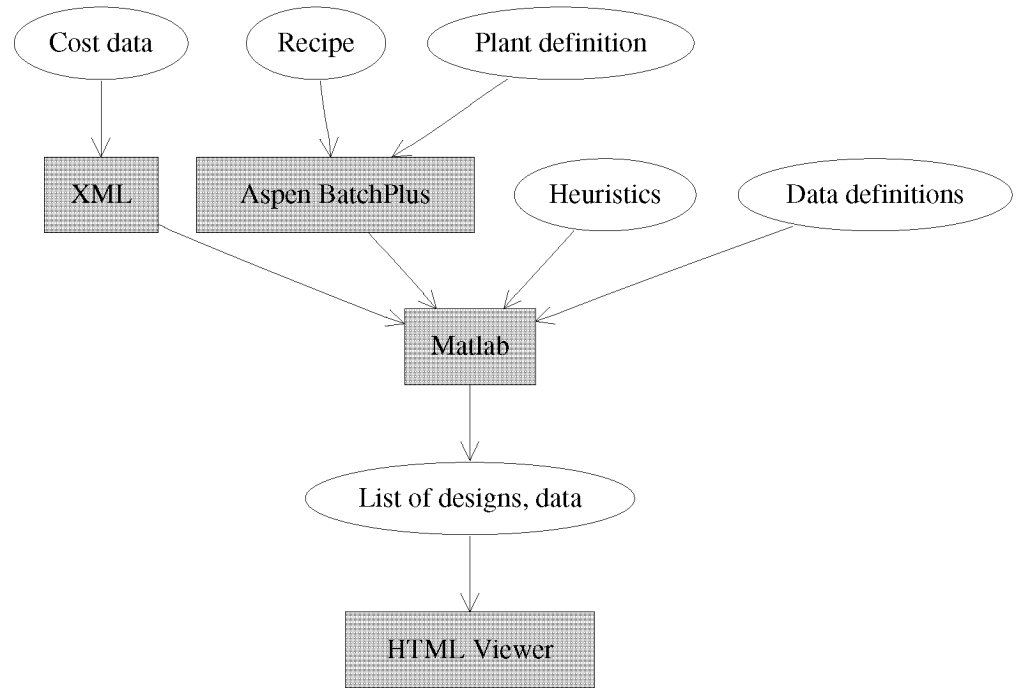 Cost data
Recipe
Plant definition
XML
Aspen BatchPlus
Heuristics
Data definitions
Matlab
List of designs, data
HTML Viewer